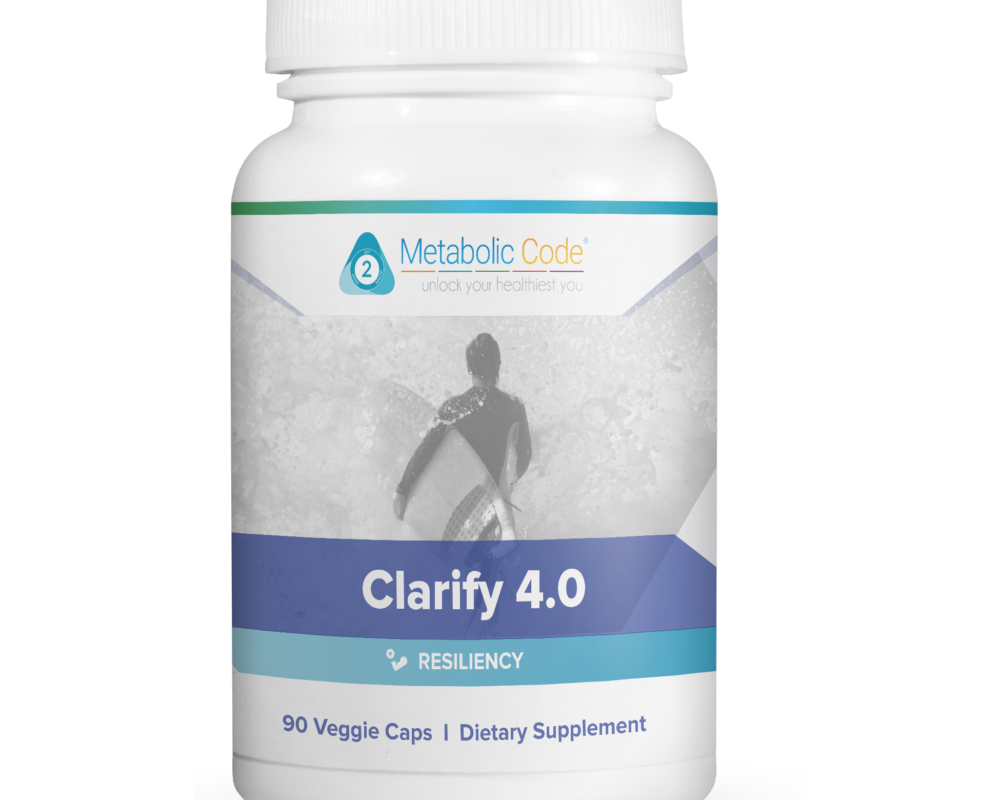 2
Metabolic Code®
unlock your healthiest you
Clarify 4.0
RESILIENCY
90 Veggie Caps | Dietary Supplement